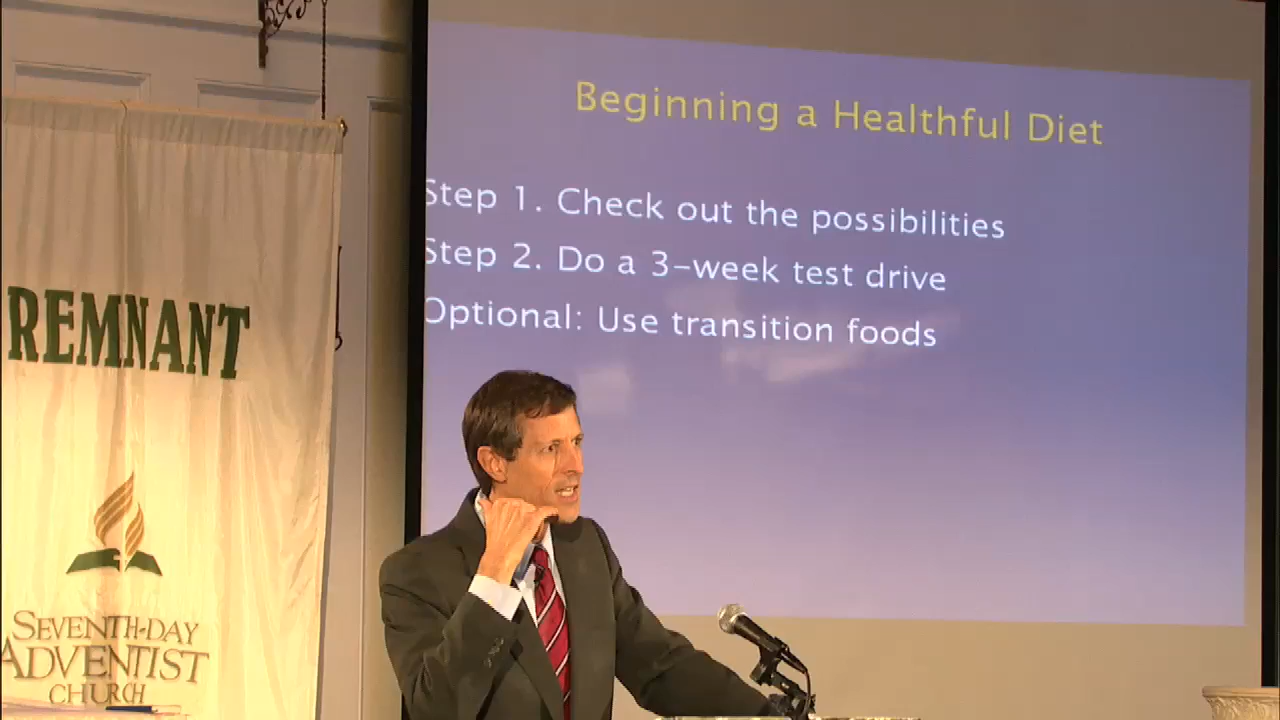 Beginning a Healthful Diet
Step 1. Check out the possibilities
Step 2. Do a 3-week test drive
Optional: Use transition foods
REMNANT
SEVENTH-DAY
ADVENTIST
CHURCH